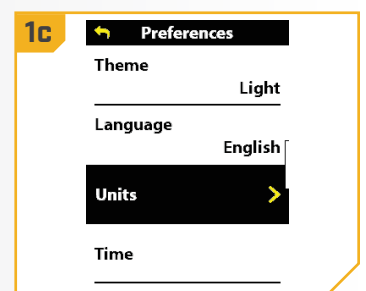 1c
Preferences
Theme
Light
Language
English
Units
Time